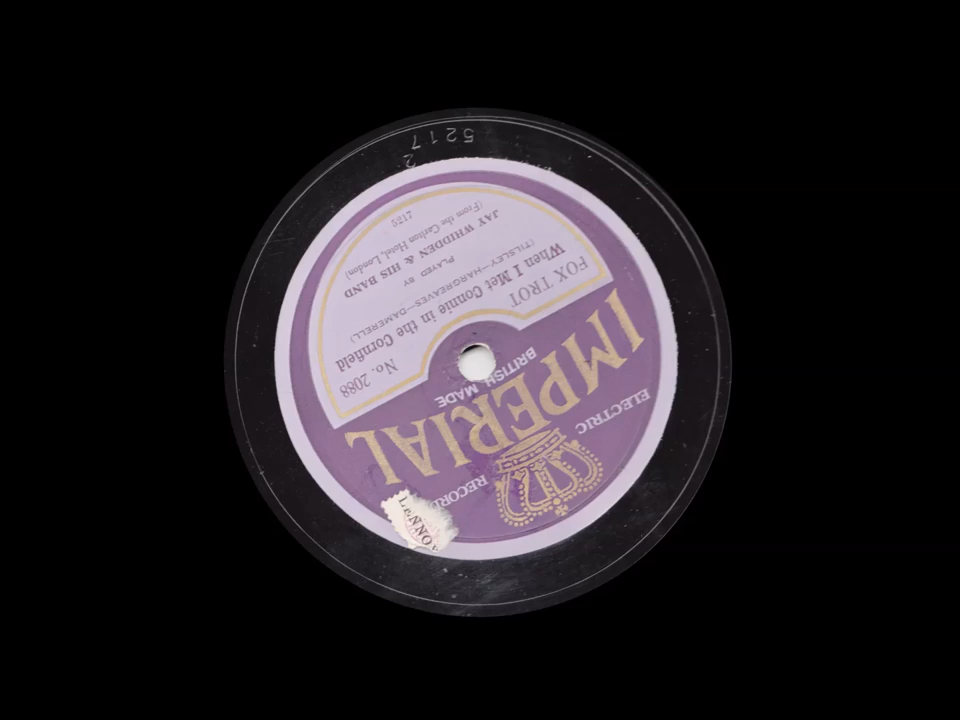 ELECTRIC RECORD
IMPERIAL
BRITISH MADE
FOX TROT No. 2088
When I Met Connie in the Cornfield
(TILSLEY—HARGREAVES—DAMERELL)
PLAYED BY
JAY WHIDDEN & HIS BAND
(From the Carlton Hotel, London)
5217
5217
2